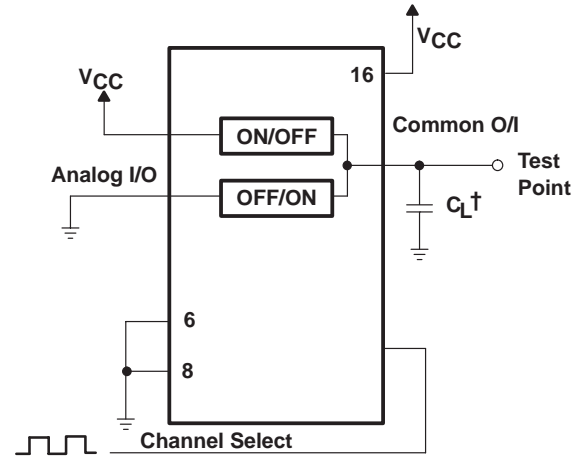 VCC
16
VCC
ON/OFF
Common O/I
Analog I/O
OFF/ON
Test
Point
CL†
6
8
Channel Select